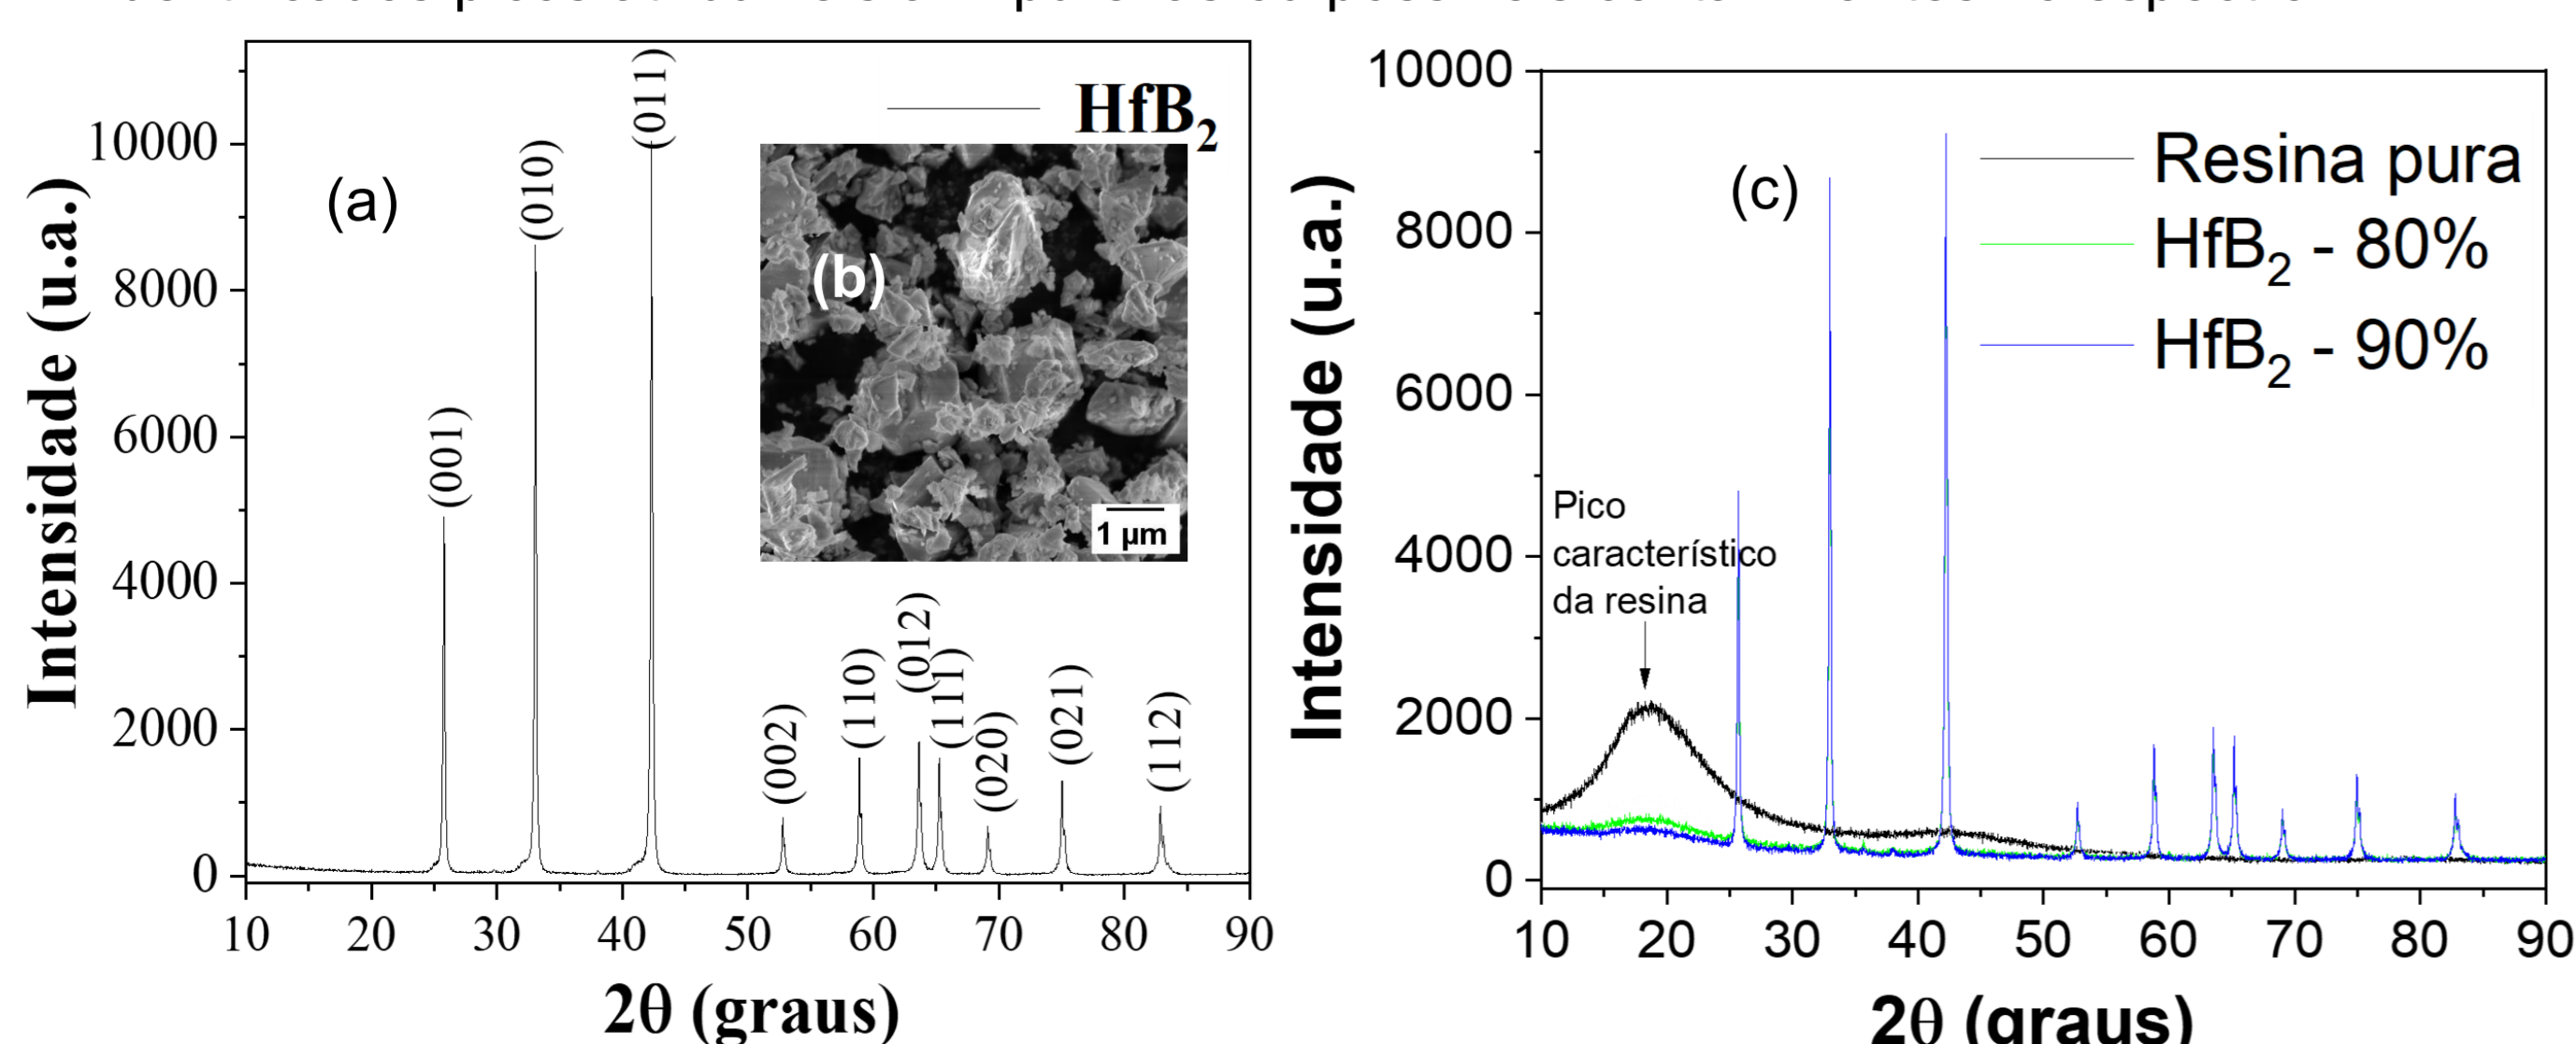 (a)
HfB2
(b)
1 µm
(001)
(010)
(011)
(002)
(110)
(012)
(111)
(020)
(021)
(112)
Intensidade (u.a.)
10000
8000
6000
4000
2000
0
10 20 30 40 50 60 70 80 90
2θ (graus)
(c)
Resina pura
HfB2 - 80%
HfB2 - 90%
Pico
característico
da resina
Intensidade (u.a.)
10000
8000
6000
4000
2000
0
10 20 30 40 50 60 70 80 90
2θ (graus)